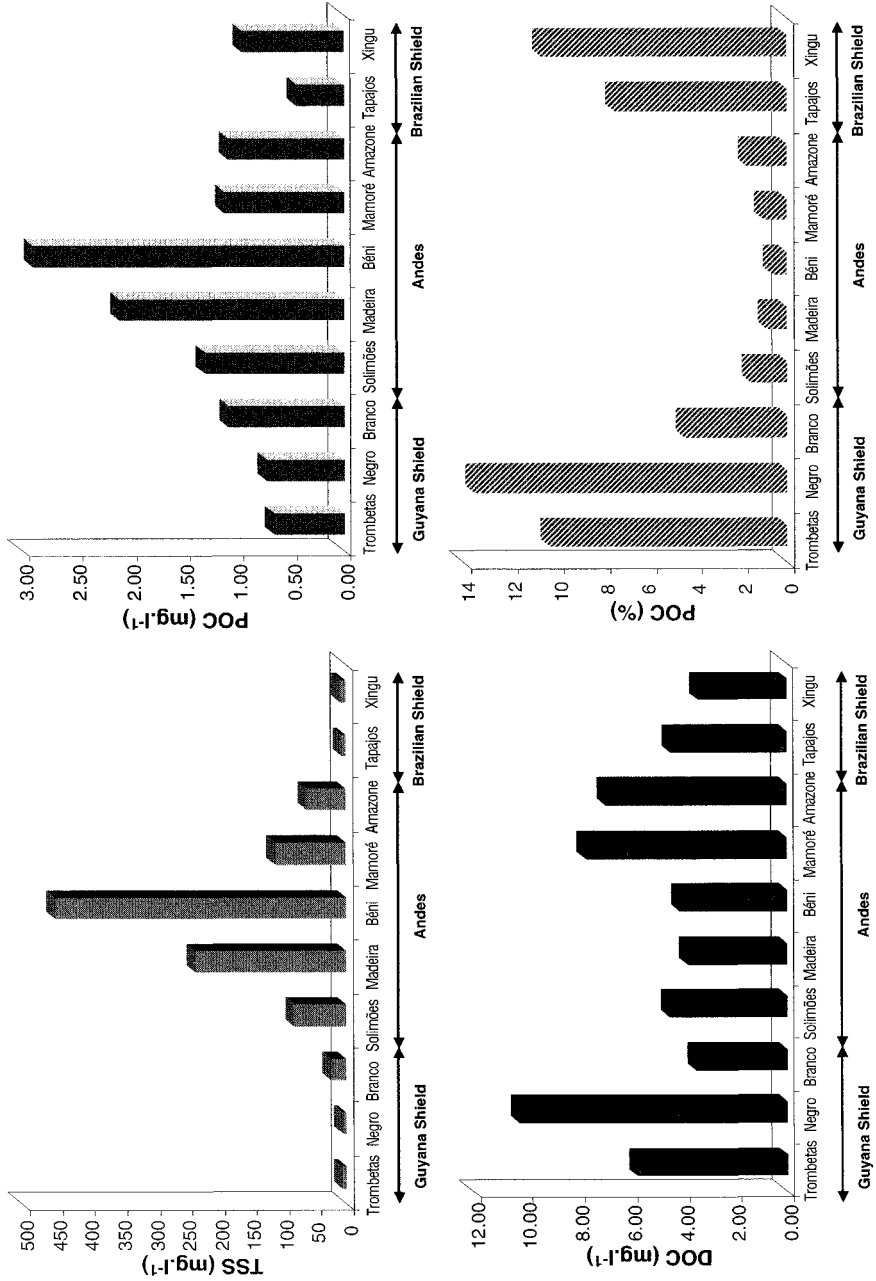 500
450
400
350
300
250
200
150
100
50
0
TSS (mg.l-1)
Trombetas Negro Branco Solimões Madeira Béni Mamoré Amazone Tapajos Xingu
Guyana Shield Andes Brazilian Shield
3.00
2.50
2.00
1.50
1.00
0.50
0.00
POC (mg.l-1)
Trombetas Negro Branco Solimões Madeira Béni Mamoré Amazone Tapajos Xingu
Guyana Shield Andes Brazilian Shield
12.00
10.00
8.00
6.00
4.00
2.00
0.00
DOC (mg.l-1)
Trombetas Negro Branco Solimões Madeira Béni Mamoré Amazone Tapajos Xingu
Guyana Shield Andes Brazilian Shield
14
12
10
8
6
4
2
0
POC (%)
Trombetas Negro Branco Solimões Madeira Béni Mamoré Amazone Tapajos Xingu
Guyana Shield Andes Brazilian Shield